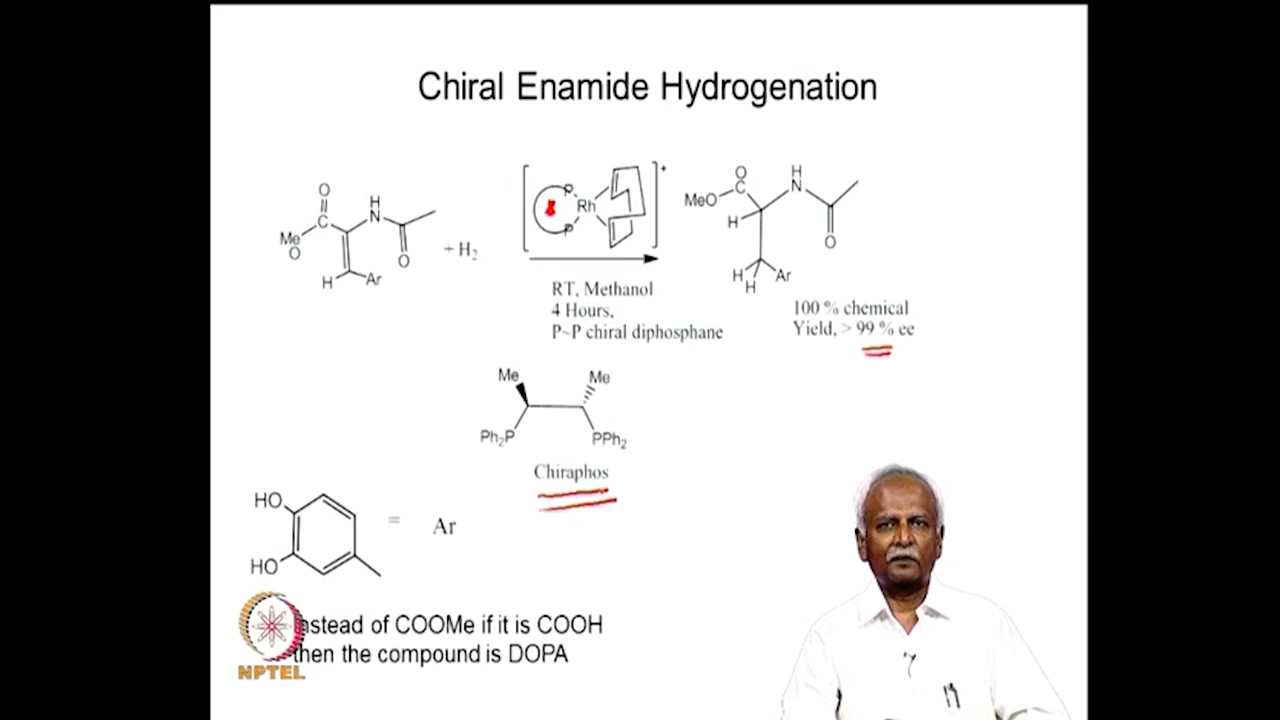 Chiral Enamide Hydrogenation
O
C
H
N
Me
O
O
H
Ar
+ H2
[
P
Rh
P
]+
RT, Methanol
4 Hours,
P~P chiral diphosphane
O
C
H
N
MeO
H
O
H
H
Ar
100 % chemical
Yield, > 99 % ee
Me
Me
Ph2P
PPh2
Chiraphos
HO
HO
= Ar
nstead of COOMe if it is COOH
then the compound is DOPA
NPTEL